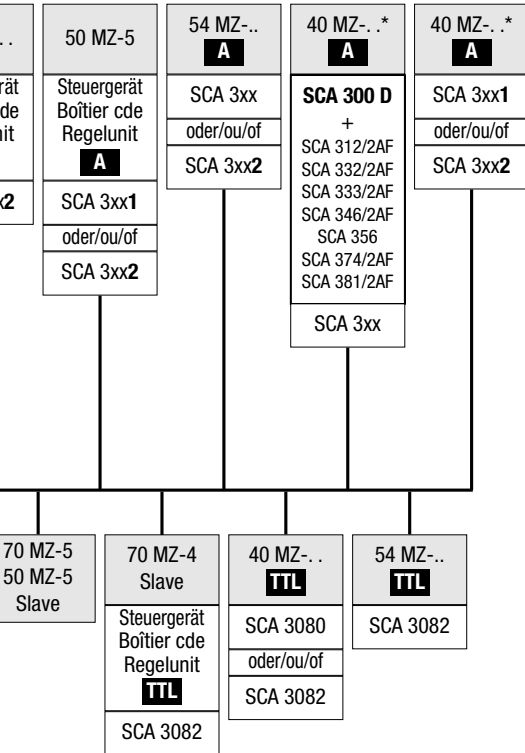 . .
rät
de
nit
x2
50 MZ-5
Steuergerät
Boîtier cde
Regelunit
A
SCA 3xx1
oder/ou/of
SCA 3xx2
54 MZ-..
A
SCA 3xx
oder/ou/of
SCA 3xx2
40 MZ-. .*
A
SCA 300 D
+
SCA 312/2AF
SCA 332/2AF
SCA 333/2AF
SCA 346/2AF
SCA 356
SCA 374/2AF
SCA 381/2AF
SCA 3xx
40 MZ-. .*
A
SCA 3xx1
oder/ou/of
SCA 3xx2
70 MZ-5
50 MZ-5
Slave
70 MZ-4
Slave
Steuergerät
Boîtier cde
Regelunit
TTL
SCA 3082
40 MZ-. .
TTL
SCA 3080
oder/ou/of
SCA 3082
54 MZ-..
TTL
SCA 3082